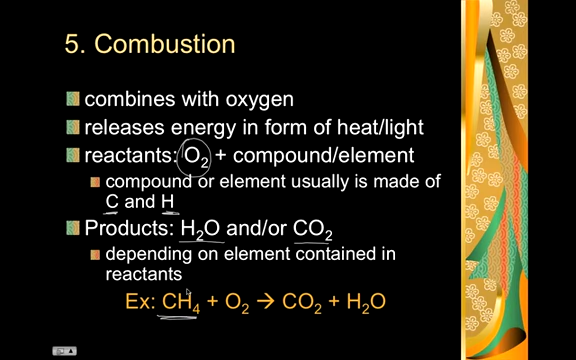 5. Combustion
combines with oxygen
releases energy in form of heat/light
reactants: O₂ + compound/element
compound or element usually is made of
C and H
Products: H₂O and/or CO₂
depending on element contained in
reactants
Ex: CH₄ + O₂ → CO₂ + H₂O